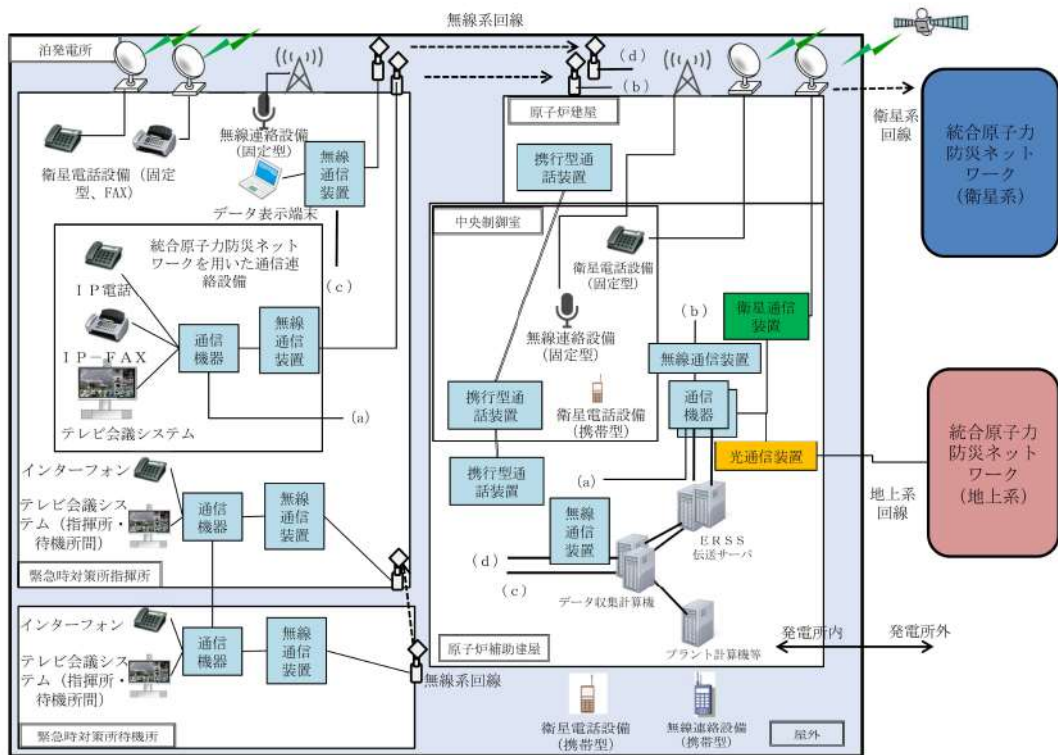 無線系回線
泊発電所
(d)
(b)
原子炉建屋
衛星系
回線
統合原子力
防災ネット
ワーク
(衛星系)
無線連絡設備
(固定型)
無線
通信
装置
衛星電話設備 (固定
型、FAX)
データ表示端末
携行型通
話装置
中央制御室
統合原子力防災ネット
ワークを用いた通信連
絡設備
(c)
衛星電話設備
(固定型)
IP電話
通信
機器
無線
通信
装置
IP-FAX
テレビ会議システム
(a)
無線連絡設備
(固定型)
(b)
衛星通信
装置
無線通信装置
携行型通
話装置
衛星電話設備
(携帯型)
通信
機器
統合原子力
防災ネット
ワーク
(地上系)
携行型通
話装置
(a)
光通信装置
地上系
回線
インターフォン
テレビ会議シス
テム (指揮所・
待機所間)
通信
機器
無線
通信
装置
緊急時対策所指揮所
無線
通信
装置
ERSS
伝送サーバ
(d)
(c)
データ収集計算機
プラント計算機等
原子炉補助建屋
発電所内
発電所外
インターフォン
テレビ会議シス
テム (指揮所・
待機所間)
通信
機器
無線
通信
装置
無線系回線
緊急時対策所待機所
衛星電話設備
(携帯型)
無線連絡設備
(携帯型)
屋外